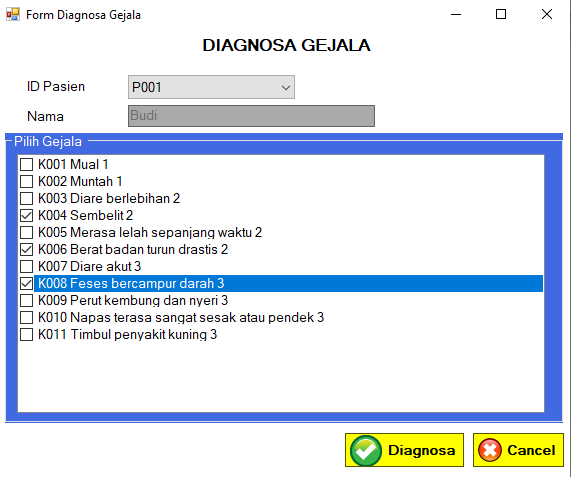 Form Diagnosa Gejala
DIAGNOSA GEJALA
ID Pasien P001
Nama Budi
Pilih Gejala
K001 Mual 1
K002 Muntah 1
K003 Diare berlebihan 2
K004 Sembelit 2
K005 Merasa lelah sepanjang waktu 2
K006 Berat badan turun drastis 2
K007 Diare akut 3
K008 Feses bercampur darah 3
K009 Perut kembung dan nyeri 3
K010 Napas terasa sangat sesak atau pendek 3
K011 Timbul penyakit kuning 3
Diagnosa Cancel